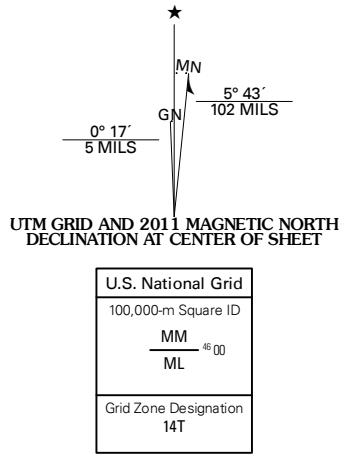 ★
MN
GN
5° 43´
102 MILS
0° 17´
5 MILS
UTM GRID AND 2011 MAGNETIC NORTH
DECLINATION AT CENTER OF SHEET
U.S. National Grid
100,000-m Square ID
MM
46 00
ML
Grid Zone Designation
14T